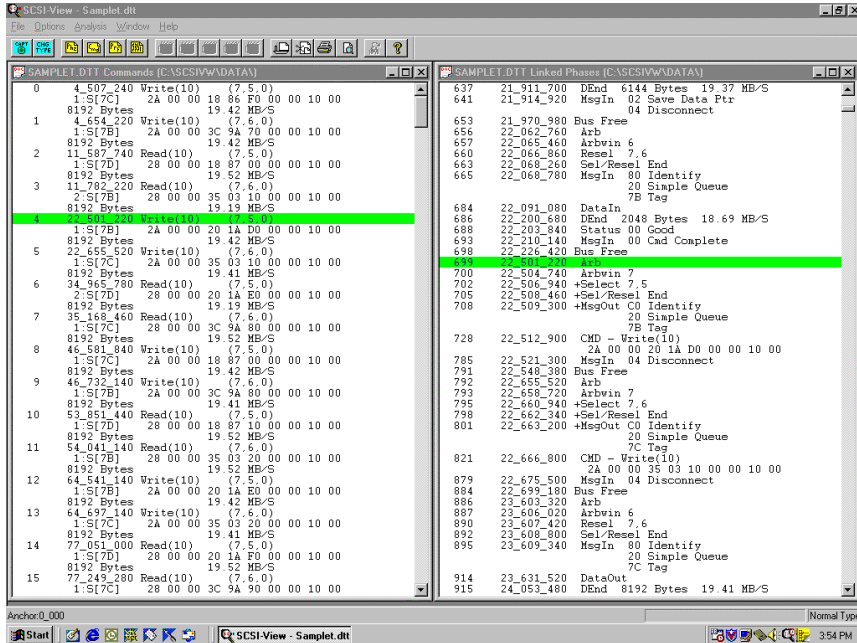 SCSI-View - Samplet.dtt
File Options Analysis Window Help
CAPT CHG TYPE
SAMPLET.DTT Commands (C:\SCSIVW\DATA\)
0 4_507_240 Write(10) (7,5,0)
1:S[7C] 2A 00 00 18 86 F0 00 00 10 00
8192 Bytes 19.42 MB/S
1 4_654_220 Write(10) (7,6,0)
1:S[7B] 2A 00 00 3C 9A 70 00 00 10 00
8192 Bytes 19.42 MB/S
2 11_587_740 Read(10) (7,5,0)
1:S[7D] 28 00 00 18 87 00 00 00 10 00
8192 Bytes 19.52 MB/S
3 11_782_220 Read(10) (7,6,0)
2:S[7B] 28 00 00 35 03 10 00 00 10 00
8192 Bytes 19.19 MB/S
4 22_501_220 Write(10) (7,5,0)
1:S[7B] 2A 00 00 20 1A D0 00 00 10 00
8192 Bytes 19.42 MB/S
5 22_655_520 Write(10) (7,6,0)
1:S[7C] 2A 00 00 35 03 10 00 00 10 00
8192 Bytes 19.41 MB/S
6 34_965_780 Read(10) (7,5,0)
2:S[7D] 28 00 00 20 1A E0 00 00 10 00
8192 Bytes 19.19 MB/S
7 35_168_460 Read(10) (7,6,0)
1:S[7C] 28 00 00 3C 9A 80 00 00 10 00
8192 Bytes 19.52 MB/S
8 46_581_840 Write(10) (7,5,0)
1:S[7C] 2A 00 00 18 87 00 00 00 10 00
8192 Bytes 19.42 MB/S
9 46_732_140 Write(10) (7,6,0)
1:S[7B] 2A 00 00 3C 9A 80 00 00 10 00
8192 Bytes 19.41 MB/S
10 53_851_440 Read(10) (7,5,0)
1:S[7D] 28 00 00 18 87 10 00 00 10 00
8192 Bytes 19.52 MB/S
11 54_041_140 Read(10) (7,6,0)
1:S[7C] 28 00 00 35 03 20 00 00 10 00
8192 Bytes 19.52 MB/S
12 64_541_140 Write(10) (7,5,0)
1:S[7B] 2A 00 00 20 1A E0 00 00 10 00
8192 Bytes 19.42 MB/S
13 64_697_140 Write(10) (7,6,0)
1:S[7C] 2A 00 00 35 03 20 00 00 10 00
8192 Bytes 19.41 MB/S
14 77_051_000 Read(10) (7,5,0)
1:S[7D] 28 00 00 20 1A F0 00 00 10 00
8192 Bytes 19.52 MB/S
15 77_249_280 Read(10) (7,6,0)
1:S[7C] 28 00 00 3C 9A 90 00 00 10 00
SAMPLET.DTT Linked Phases (C:\SCSIVW\DATA\)
637 21_911_700 DEnd 6144 Bytes 19.37 MB/S
641 21_914_920 MsgIn 02 Save Data Ptr
04 Disconnect
653 21_970_980 Bus Free
656 22_062_760 Arb
657 22_065_460 Arbwin 6
660 22_066_860 Resel 7,6
663 22_068_260 Sel/Resel End
665 22_068_780 MsgIn 80 Identify
20 Simple Queue
7B Tag
684 22_091_080 DataIn
686 22_200_680 DEnd 2048 Bytes 18.69 MB/S
688 22_203_840 Status 00 Good
693 22_210_140 MsgIn 00 Cmd Complete
698 22_226_420 Bus Free
699 22_501_220 Arb
700 22_504_740 Arbwin 7
702 22_506_940 +Select 7,5
705 22_508_460 +Sel/Resel End
708 22_509_300 +MsgOut C0 Identify
20 Simple Queue
7B Tag
728 22_512_900 CMD - Write(10)
2A 00 00 20 1A D0 00 00 10 00
785 22_521_300 MsgIn 04 Disconnect
791 22_548_380 Bus Free
792 22_655_520 Arb
793 22_658_720 Arbwin 7
795 22_660_940 +Select 7,6
798 22_662_340 +Sel/Resel End
801 22_663_200 +MsgOut C0 Identify
20 Simple Queue
7C Tag
821 22_666_800 CMD - Write(10)
2A 00 00 35 03 10 00 00 10 00
879 22_675_500 MsgIn 04 Disconnect
884 22_699_180 Bus Free
886 23_603_320 Arb
887 23_606_020 Arbwin 6
890 23_607_420 Resel 7,6
892 23_608_800 Sel/Resel End
895 23_609_340 MsgIn 80 Identify
20 Simple Queue
7C Tag
914 23_631_520 DataOut
915 24_053_480 DEnd 8192 Bytes 19.41 MB/S
Anchor:0_000
Normal Type
Start
SCSI-View - Samplet.dtt
3:54 PM